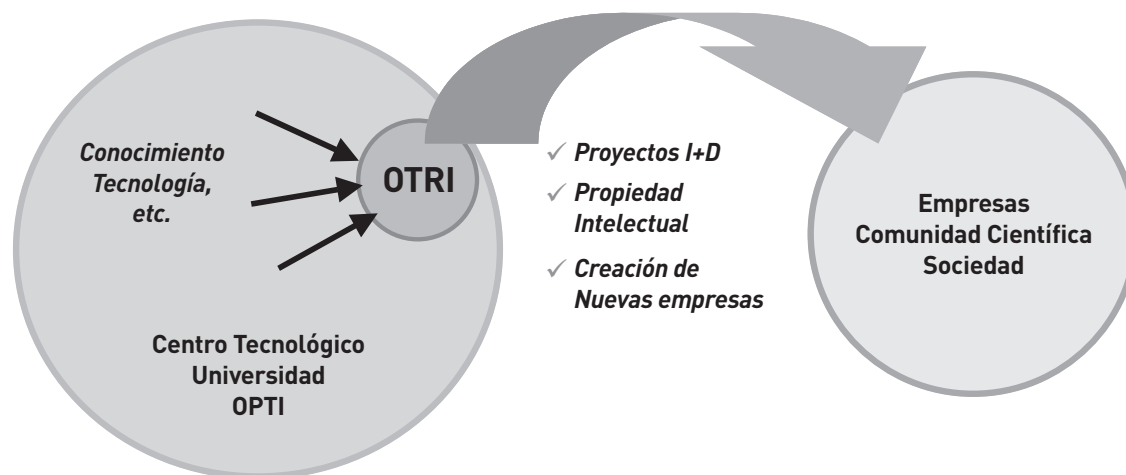 Conocimiento
Tecnología,
etc.
OTRI
Centro Tecnológico
Universidad
OPTI
✓ Proyectos I+D
✓ Propiedad
Intelectual
✓ Creación de
Nuevas empresas
Empresas
Comunidad Científica
Sociedad